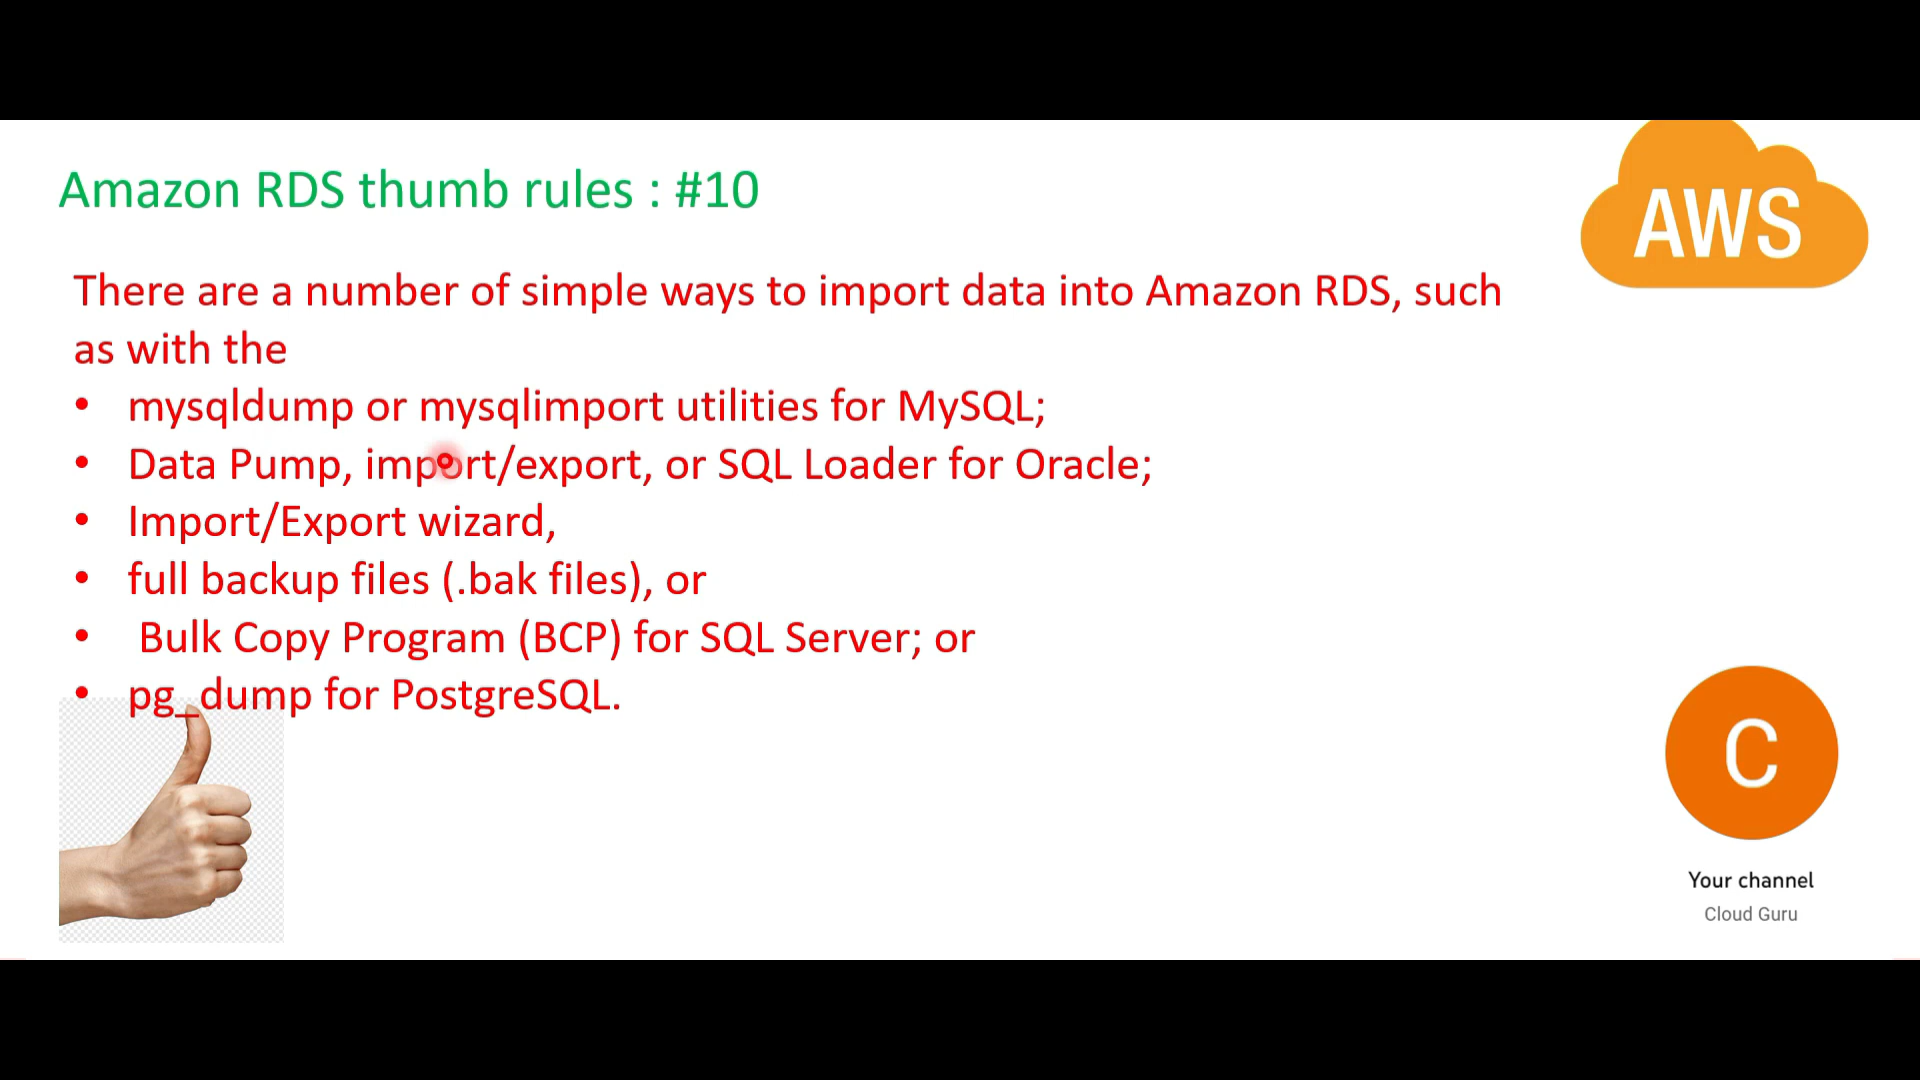 Amazon RDS thumb rules : #10
AWS
There are a number of simple ways to import data into Amazon RDS, such
as with the
• mysqldump or mysqlimport utilities for MySQL;
• Data Pump, import/export, or SQL Loader for Oracle;
• Import/Export wizard,
• full backup files (.bak files), or
• Bulk Copy Program (BCP) for SQL Server; or
• pg_dump for PostgreSQL.
C
Your channel
Cloud Guru